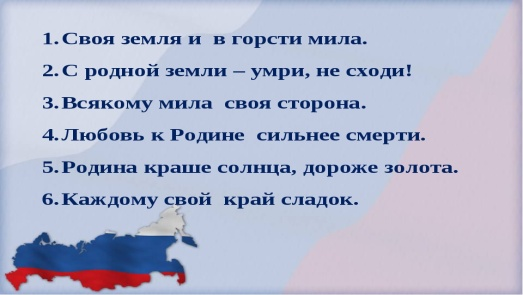 1. Своя земля и в горсти мила.
2. С родной земли – умри, не сходи!
3. Всякому мила своя сторона.
4. Любовь к Родине сильнее смерти.
5. Родина краше солнца, дороже золота.
6. Каждому свой край сладок.